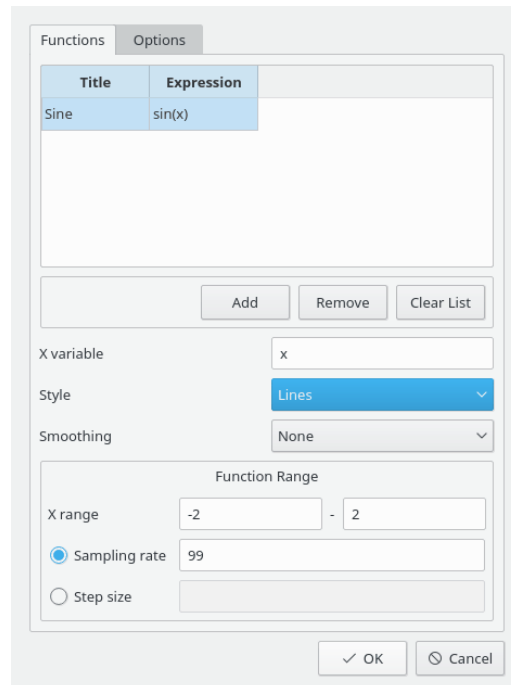 Functions Options
Title Expression
Sine sin(x)
Add Remove Clear List
X variable x
Style Lines
Smoothing None
Function Range
X range -2 - 2
Sampling rate 99
Step size
OK Cancel